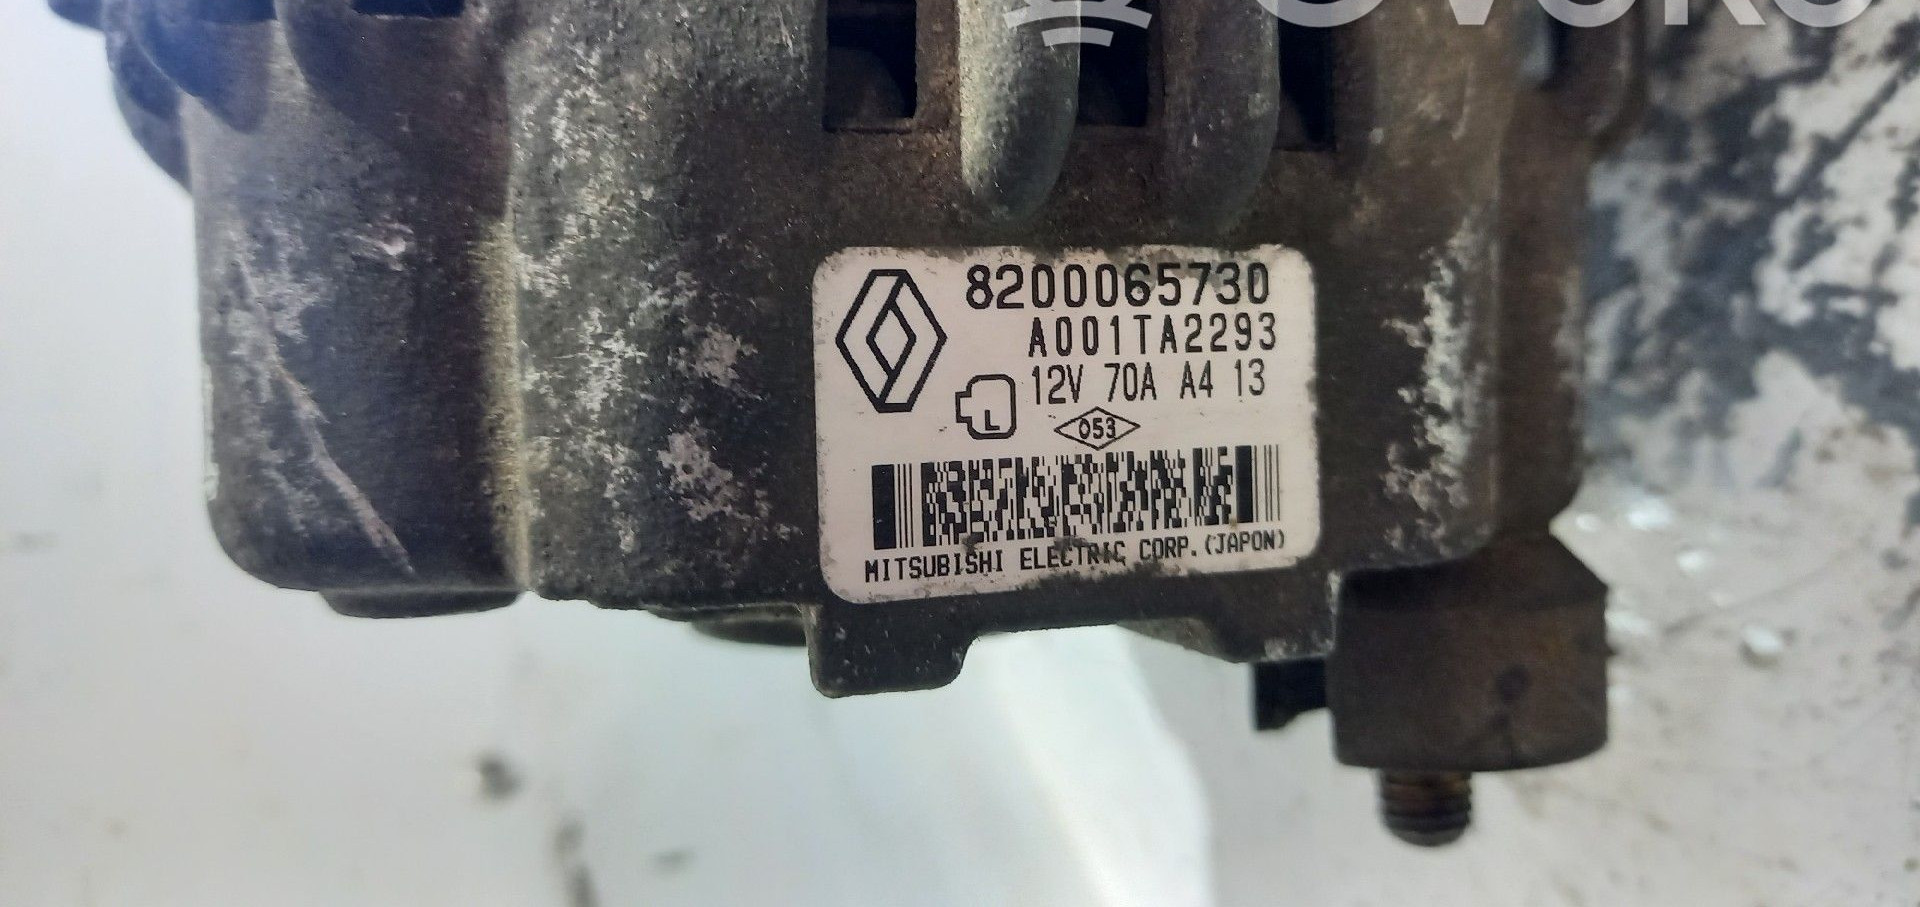 8200065730
A001TA2293
12V 70A A4 13
L
053
MITSUBISHI ELECTRIC CORP. (JAPON)